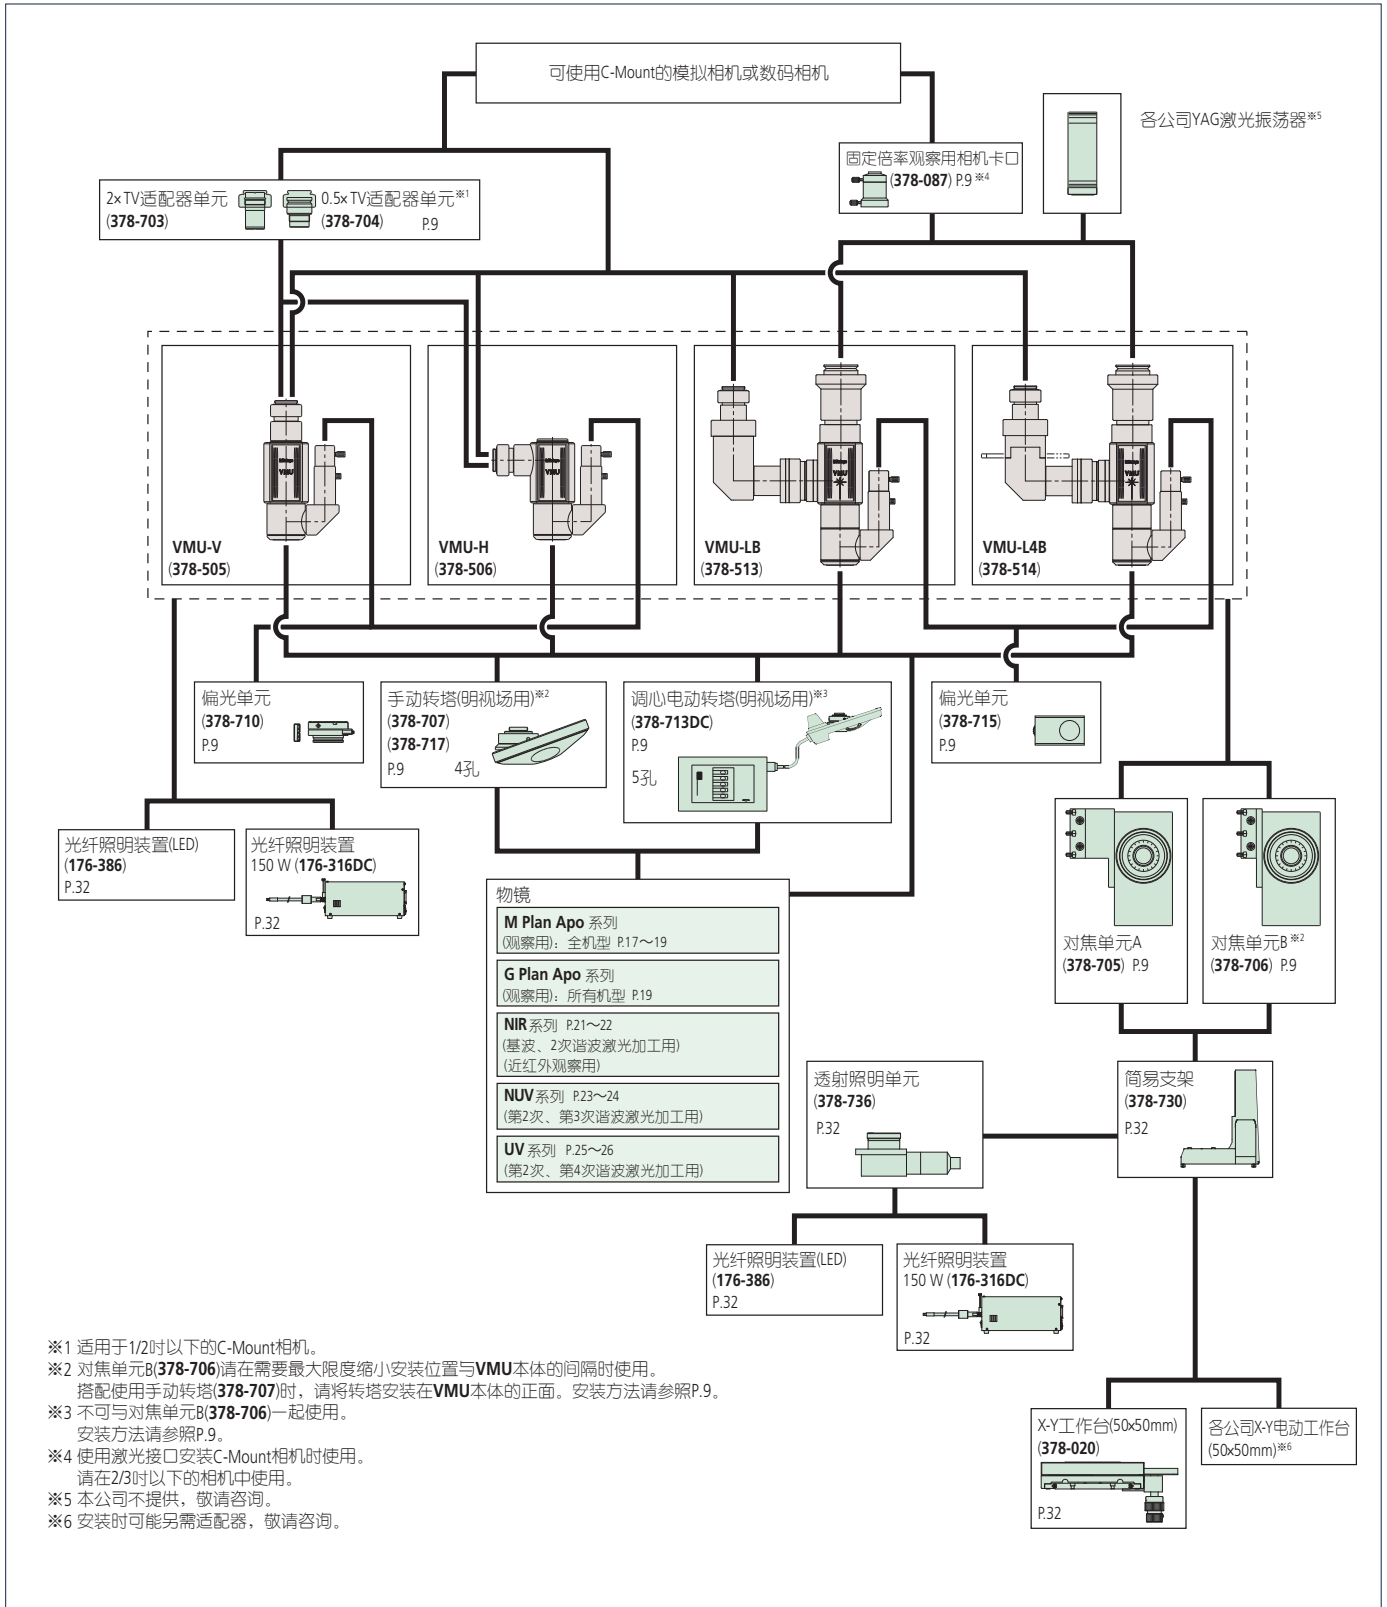 可使用C-Mount的模拟相机或数码相机
各公司YAG激光振荡器※5
固定倍率观察用相机卡口
(378-087) P.9 ※4
2×TV适配器单元
(378-703)
0.5×TV适配器单元※1
(378-704)
P.9
VMU
VMU
VMU
VMU
VMU-V
(378-505)
VMU-H
(378-506)
VMU-LB
(378-513)
VMU-L4B
(378-514)
偏光单元
(378-710)
P.9
手动转塔(明视场用)※2
(378-707)
(378-717)
P.9
4孔
调心电动转塔(明视场用)※3
(378-713DC)
P.9
5孔
偏光单元
(378-715)
P.9
光纤照明装置(LED)
(176-386)
P.32
光纤照明装置
150 W (176-316DC)
P.32
对焦单元A
(378-705) P.9
对焦单元B※2
(378-706) P.9
物镜
M Plan Apo 系列
(观察用)：全机型 P.17～19
G Plan Apo 系列
(观察用)：所有机型 P.19
NIR 系列 P.21～22
(基波、2次谐波激光加工用)
(近红外观察用)
NUV 系列 P.23～24
(第2次、第3次谐波激光加工用)
UV 系列 P.25～26
(第2次、第4次谐波激光加工用)
透射照明单元
(378-736)
P.32
简易支架
(378-730)
P.32
光纤照明装置(LED)
(176-386)
P.32
光纤照明装置
150 W (176-316DC)
P.32
X-Y工作台(50×50mm)
(378-020)
P.32
各公司X-Y电动工作台
(50×50mm)※6
※1 适用于1/2吋以下的C-Mount相机。
※2 对焦单元B(378-706)请在需要最大限度缩小安装位置与VMU本体的间隔时使用。
搭配使用手动转塔(378-707)时，请将转塔安装在VMU本体的正面。安装方法请参照P.9。
※3 不可与对焦单元B(378-706)一起使用。
安装方法请参照P.9。
※4 使用激光接口安装C-Mount相机时使用。
请在2/3吋以下的相机中使用。
※5 本公司不提供，敬请咨询。
※6 安装时可能另需适配器，敬请咨询。